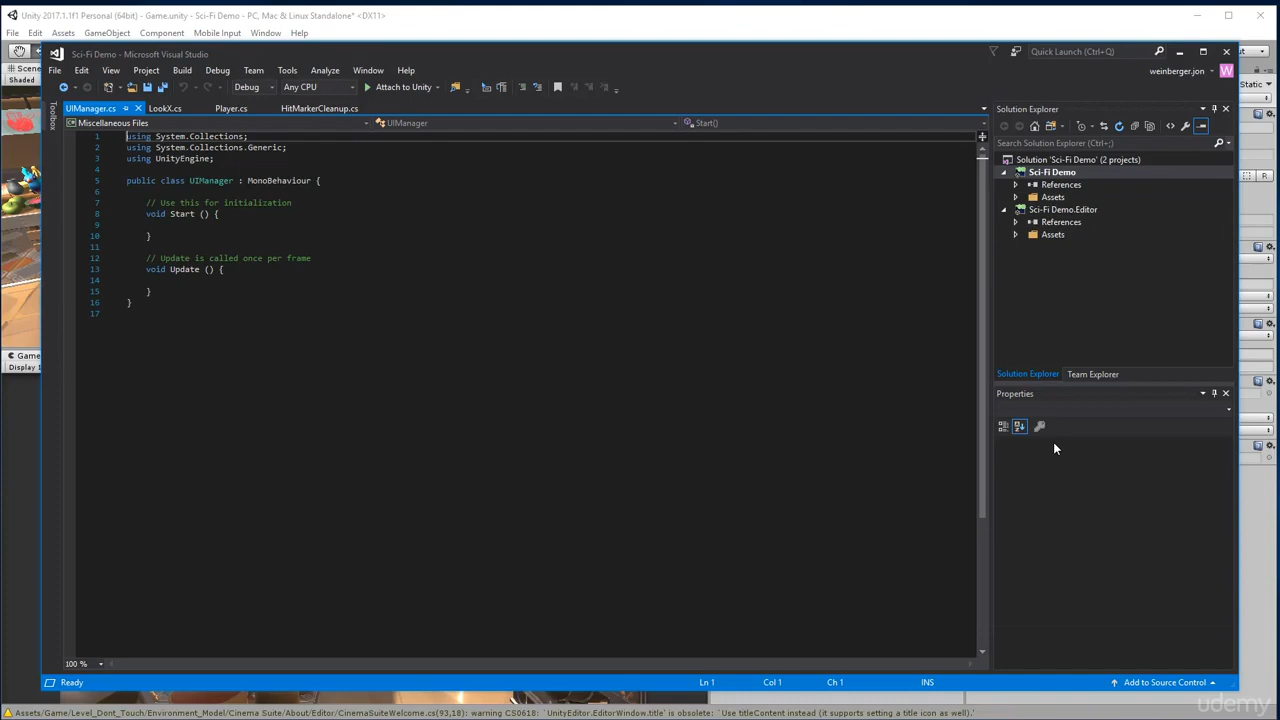 Unity 2017.1.1f1 Personal (64bit) - Game.unity - Sci-Fi Demo - PC, Mac & Linux Standalone* <DX11>
File Edit Assets GameObject Component Mobile Input Window Help
Sci-Fi Demo - Microsoft Visual Studio
Quick Launch (Ctrl+Q)
File Edit View Project Build Debug Team Tools Analyze Window Help
weinberger.jon W
Debug Any CPU Attach to Unity
Scene
Shaded
Static
Toolbox
UIManager.cs LookX.cs Player.cs HitMarkerCleanup.cs
Miscellaneous Files UIManager Start()
1 using System.Collections;
2 using System.Collections.Generic;
3 using UnityEngine;
4
5 public class UIManager : MonoBehaviour {
6
7 // Use this for initialization
8 void Start () {
9
10 }
11
12 // Update is called once per frame
13 void Update () {
14
15 }
16 }
17
Solution Explorer
Search Solution Explorer (Ctrl+;)
Solution 'Sci-Fi Demo' (2 projects)
Sci-Fi Demo
References
Assets
Sci-Fi Demo.Editor
References
Assets
R
Game
Display 1
Solution Explorer Team Explorer
Properties
100 %
Ready Ln 1 Col 1 Ch 1 INS Add to Source Control
udemy
Assets/Game/Level_Dont_Touch/Environment_Model/Cinema Suite/About/Editor/CinemaSuiteWelcome.cs(93,18): warning CS0618: `UnityEditor.EditorWindow.title' is obsolete: `Use titleContent instead (it supports setting a title icon as well).'